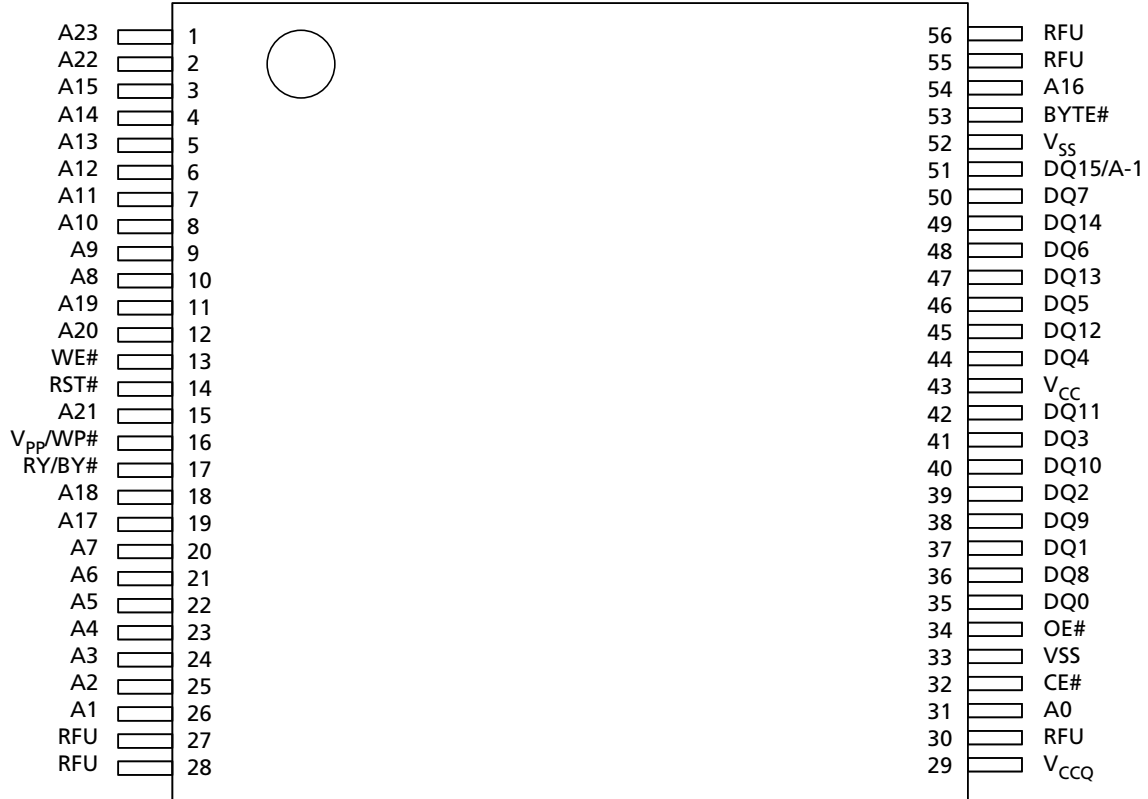 A23 1 56 RFU
A22 2 55 RFU
A15 3 54 A16
A14 4 53 BYTE#
A13 5 52 VSS
A12 6 51 DQ15/A-1
A11 7 50 DQ7
A10 8 49 DQ14
A9 9 48 DQ6
A8 10 47 DQ13
A19 11 46 DQ5
A20 12 45 DQ12
WE# 13 44 DQ4
RST# 14 43 VCC
A21 15 42 DQ11
VPP/WP# 16 41 DQ3
RY/BY# 17 40 DQ10
A18 18 39 DQ2
A17 19 38 DQ9
A7 20 37 DQ1
A6 21 36 DQ8
A5 22 35 DQ0
A4 23 34 OE#
A3 24 33 VSS
A2 25 32 CE#
A1 26 31 A0
RFU 27 30 RFU
RFU 28 29 VCCQ